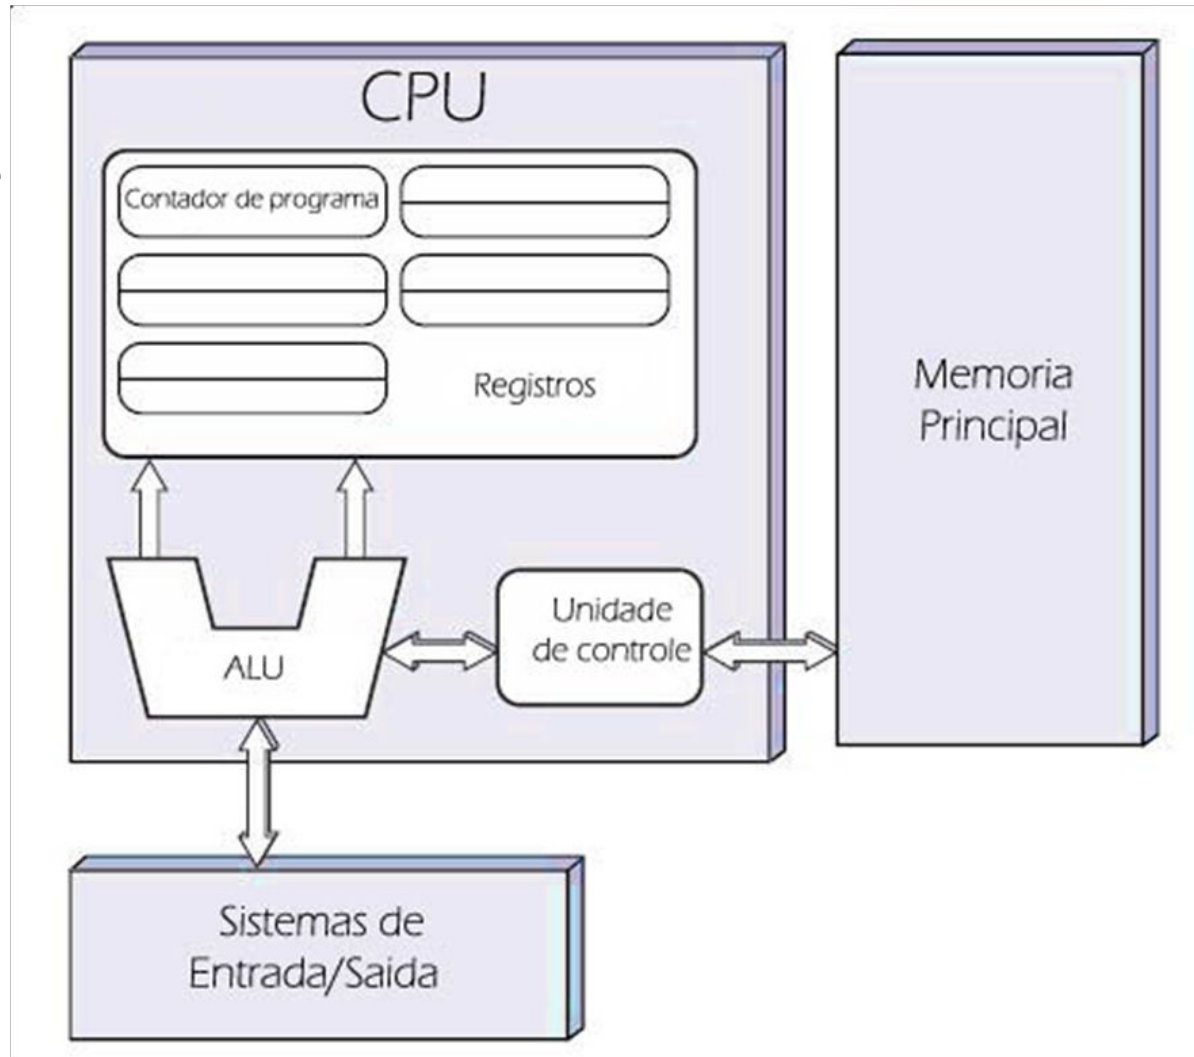 CPU
Contador de programa
Registros
Memoria
Principal
Unidade
de controle
ALU
Sistemas de
Entrada/Saida